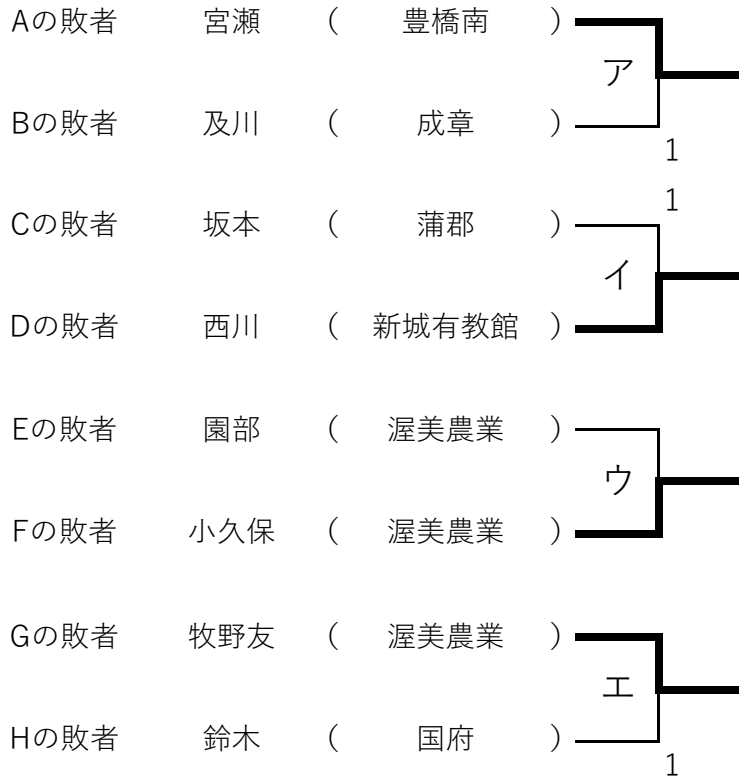 Aの敗者 宮瀬 ( 豊橋南 )
ア
Bの敗者 及川 ( 成章 )
1
1
Cの敗者 坂本 ( 蒲郡 )
イ
Dの敗者 西川 ( 新城有教館 )
Eの敗者 園部 ( 渥美農業 )
ウ
Fの敗者 小久保 ( 渥美農業 )
Gの敗者 牧野友 ( 渥美農業 )
エ
Hの敗者 鈴木 ( 国府 )
1